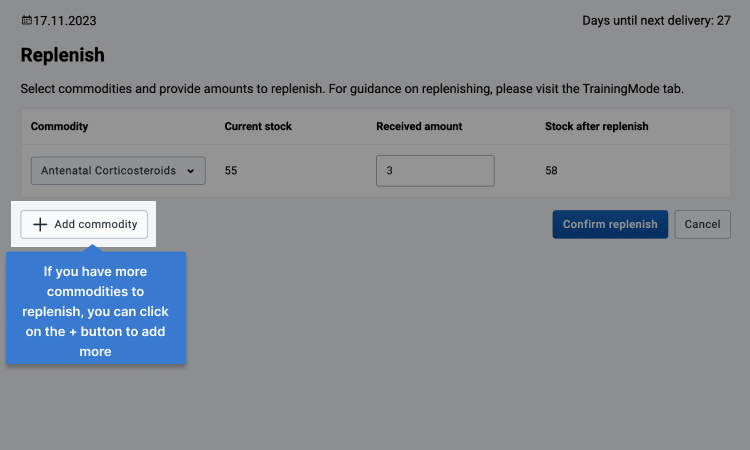 17.11.2023 Days until next delivery: 27
Replenish
Select commodities and provide amounts to replenish. For guidance on replenishing, please visit the TrainingMode tab.
Commodity Current stock Received amount Stock after replenish
Antenatal Corticosteroids 55 3 58
+ Add commodity Confirm replenish Cancel
If you have more
commodities to
replenish, you can click
on the + button to add
more